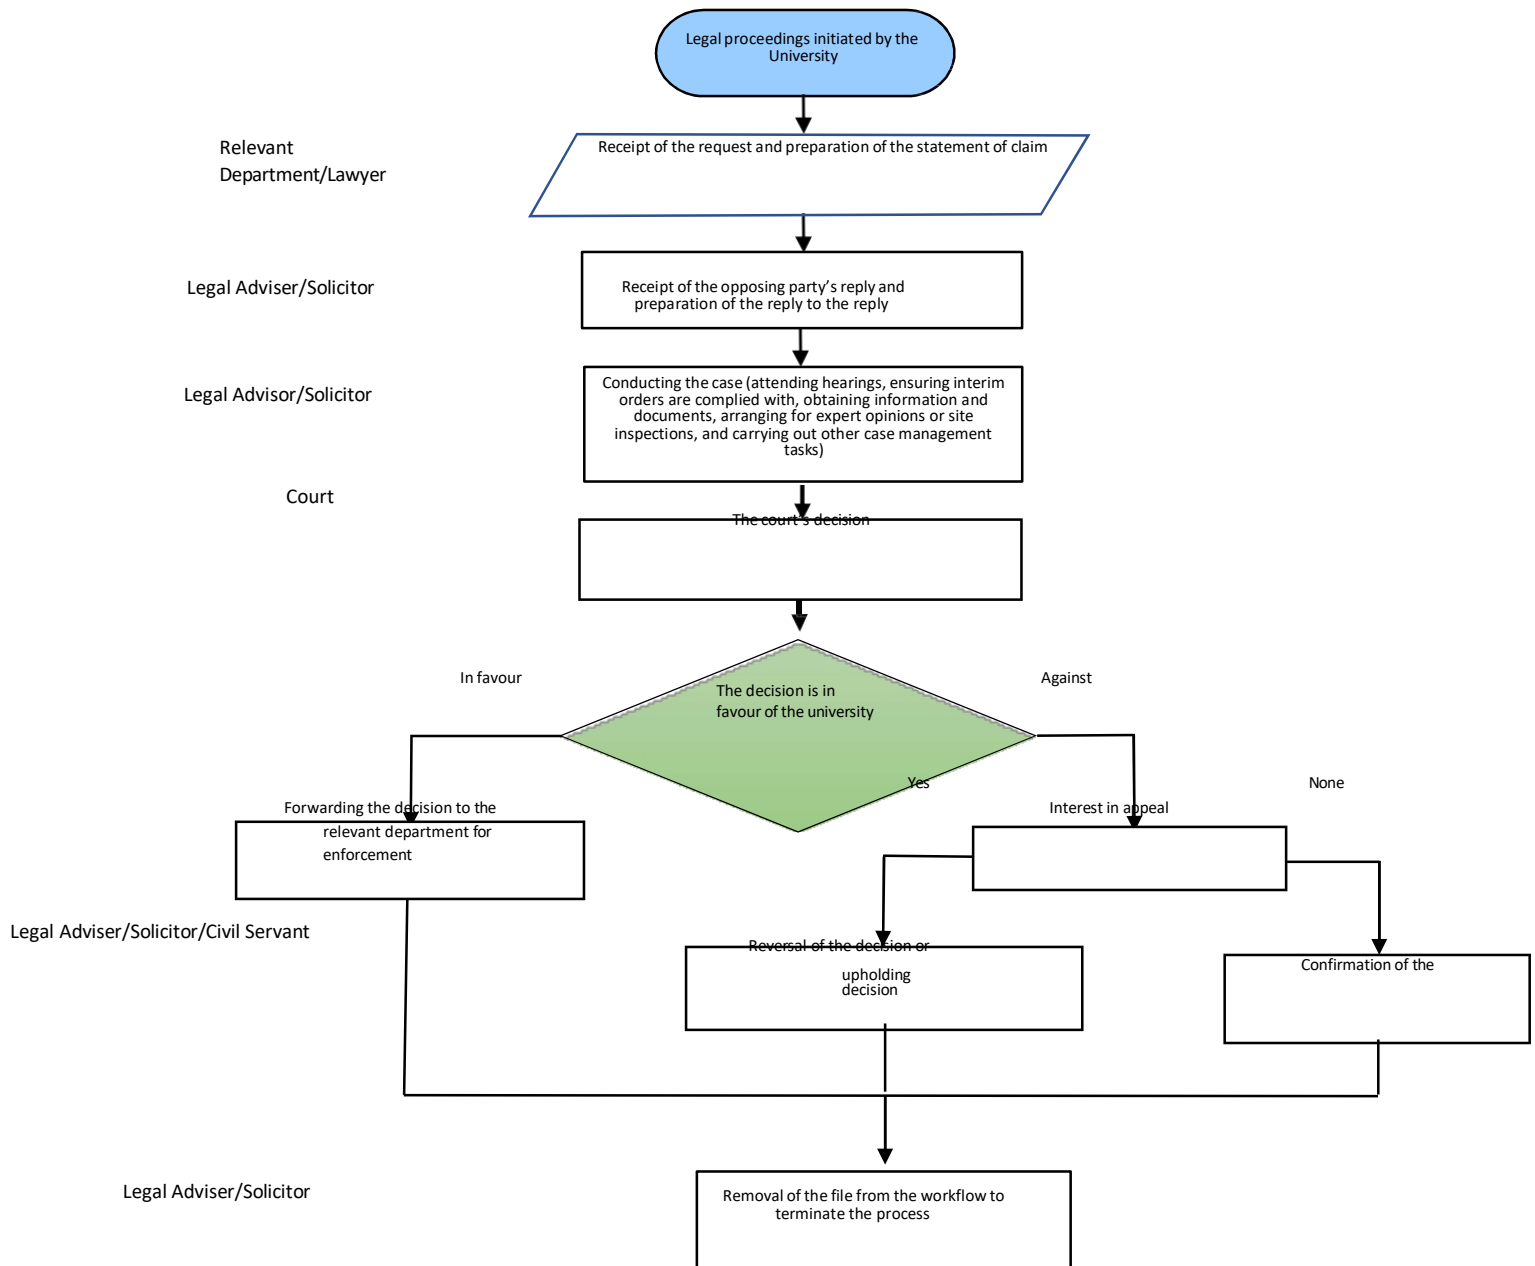 Legal proceedings initiated by the
University
Relevant
Department/Lawyer
Receipt of the request and preparation of the statement of claim
Legal Adviser/Solicitor
Receipt of the opposing party’s reply and
preparation of the reply to the reply
Legal Advisor/Solicitor
Conducting the case (attending hearings, ensuring interim
orders are complied with, obtaining information and
documents, arranging for expert opinions or site
inspections, and carrying out other case management
tasks)
Court
The court’s decision
In favour
The decision is in
favour of the university
Against
Yes
None
Forwarding the decision to the
relevant department for
enforcement
Interest in appeal
Legal Adviser/Solicitor/Civil Servant
Reversal of the decision or
upholding
decision
Confirmation of the
Legal Adviser/Solicitor
Removal of the file from the workflow to
terminate the process